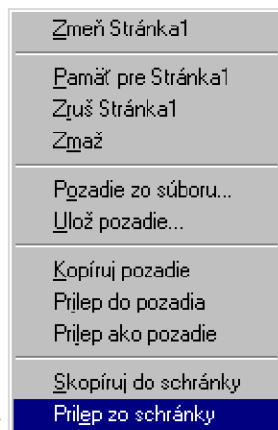 Zmeň Stránka1
Pamäť pre Stránka1
Zruš Stránka1
Zmaž
Pozadie zo súboru...
Ulož pozadie...
Kopíruj pozadie
Prilep do pozadia
Prilep ako pozadie
Skopíruj do schránky
Prilep zo schránky